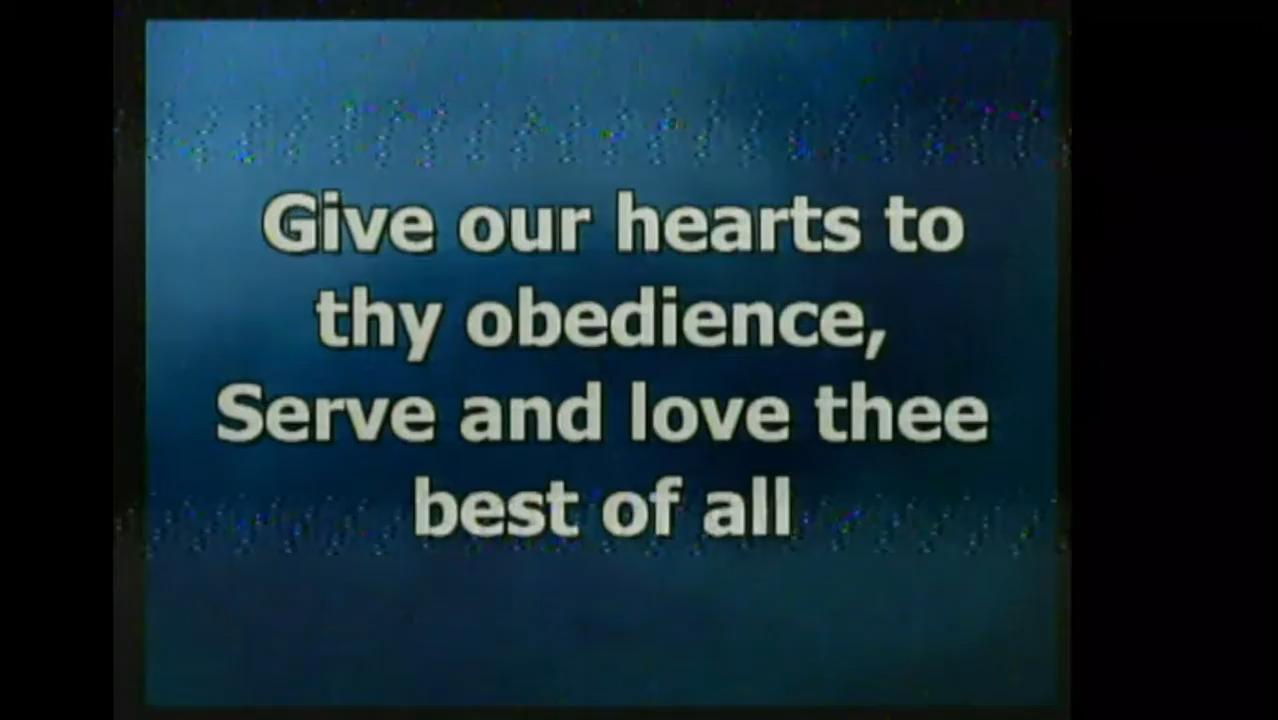 Give our hearts to
thy obedience,
Serve and love thee
best of all